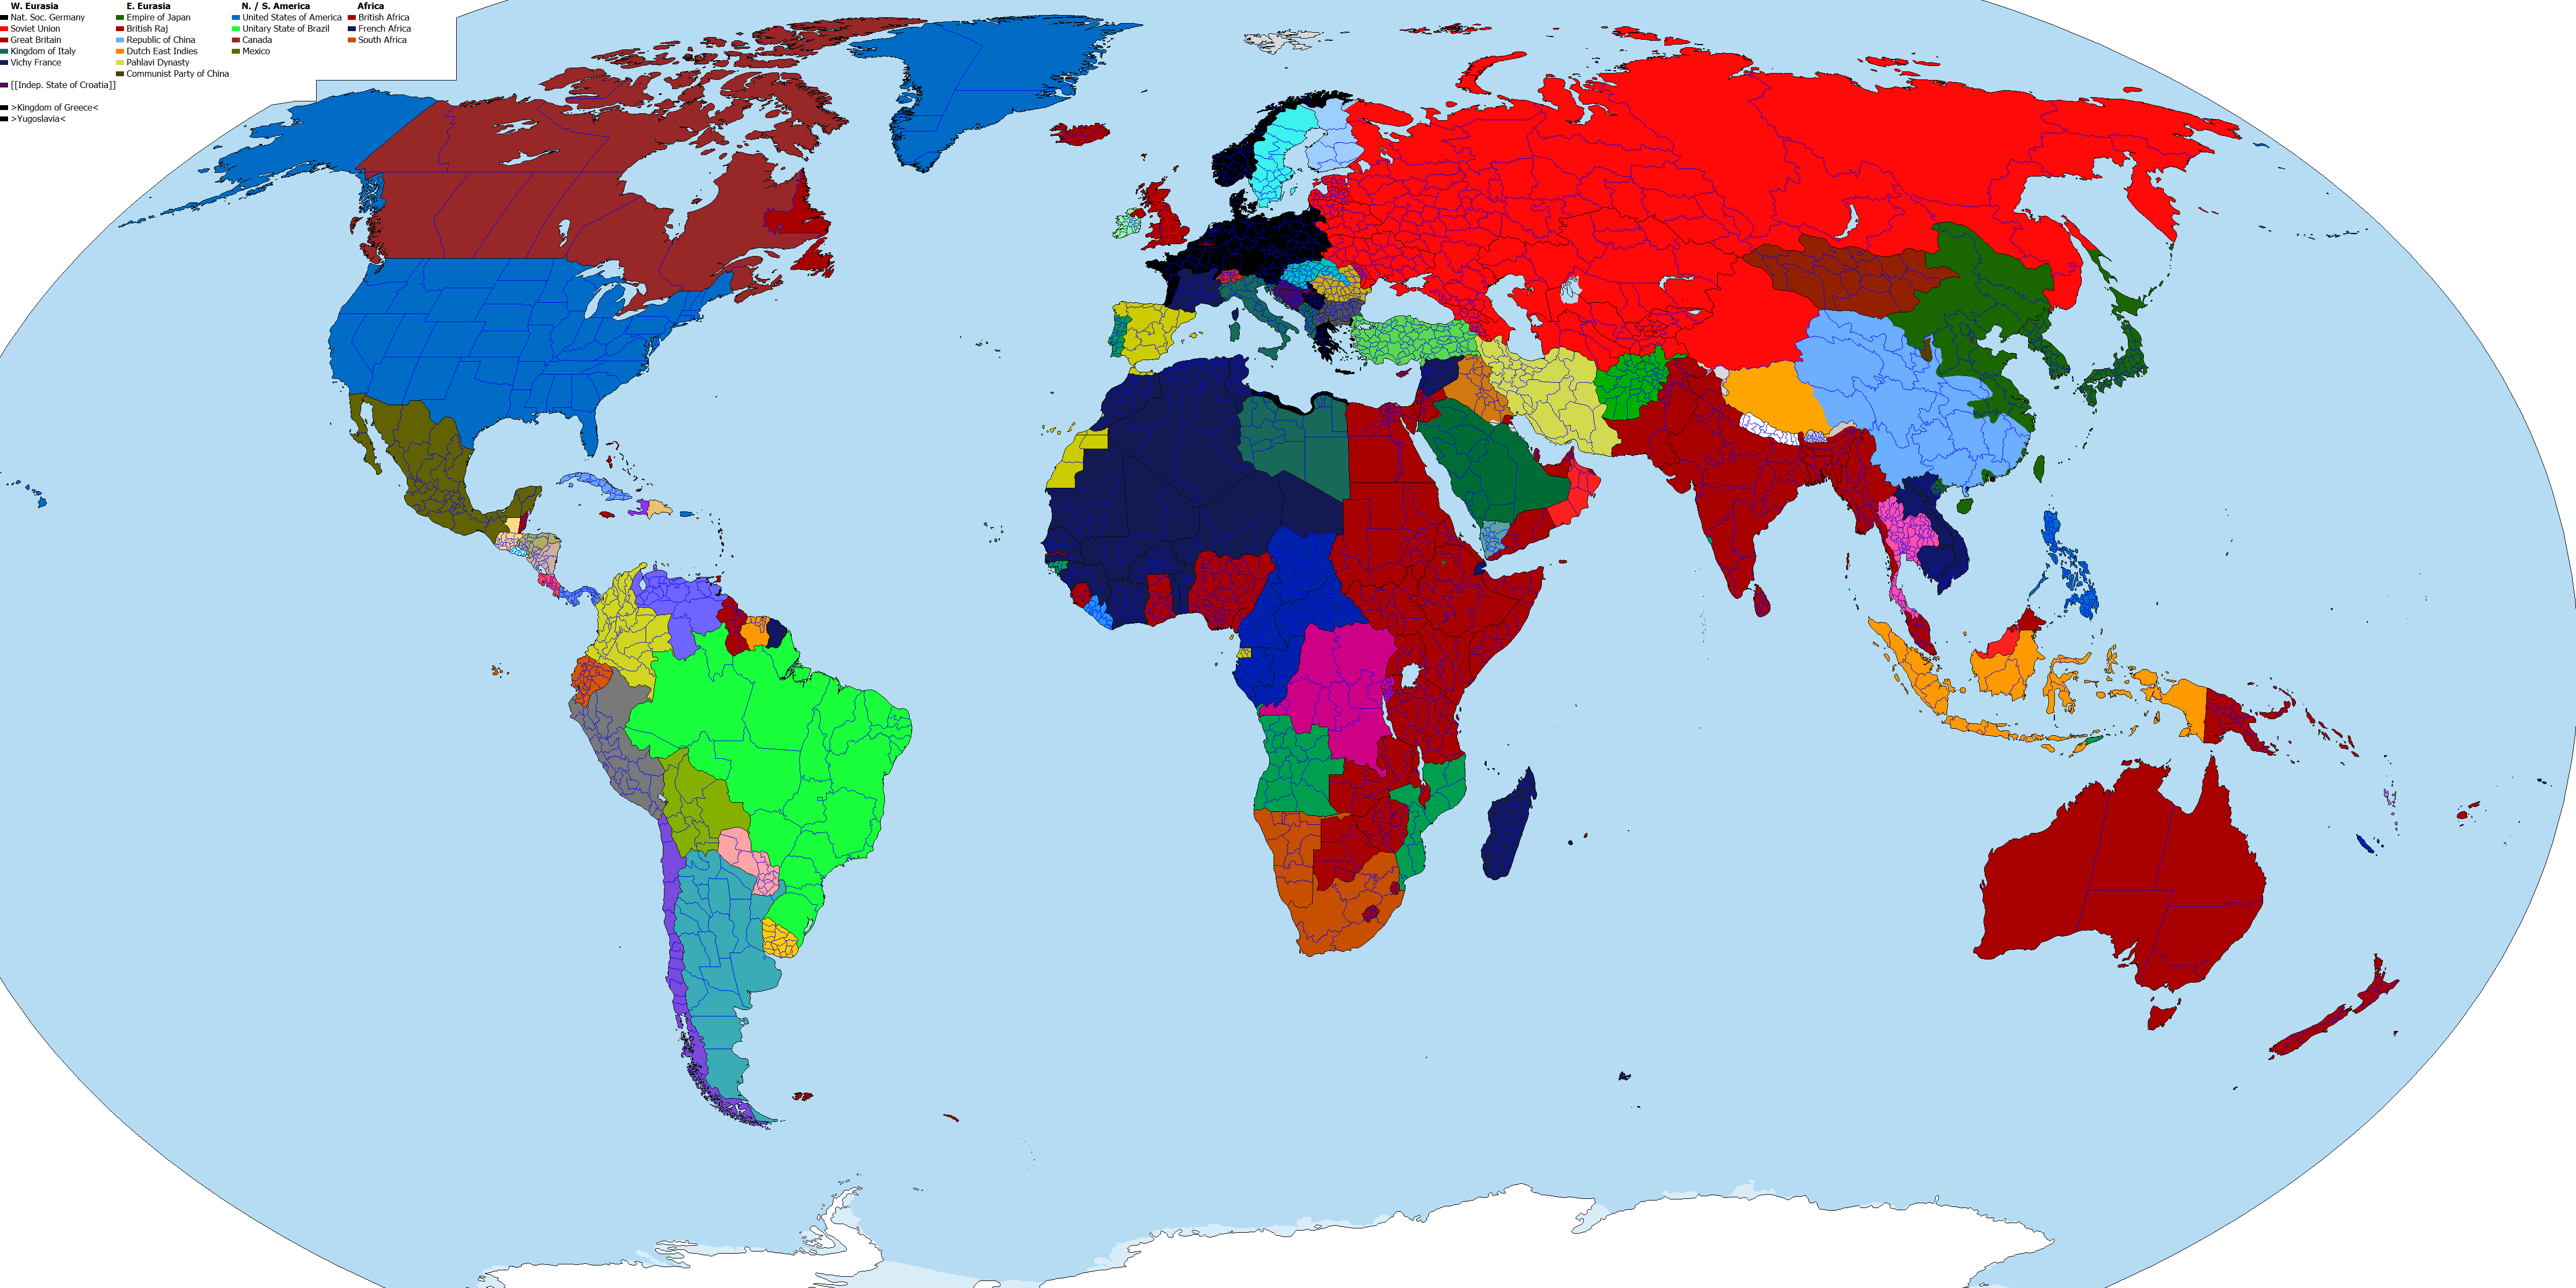 W. Eurasia E. Eurasia N. / S. America Africa
Nat. Soc. Germany Empire of Japan United States of America British Africa
Soviet Union British Raj Unitary State of Brazil French Africa
Great Britain Republic of China Canada South Africa
Kingdom of Italy Dutch East Indies Mexico
Vichy France Pahlavi Dynasty
Communist Party of China
[[Indep. State of Croatia]]
>Kingdom of Greece<
>Yugoslavia<